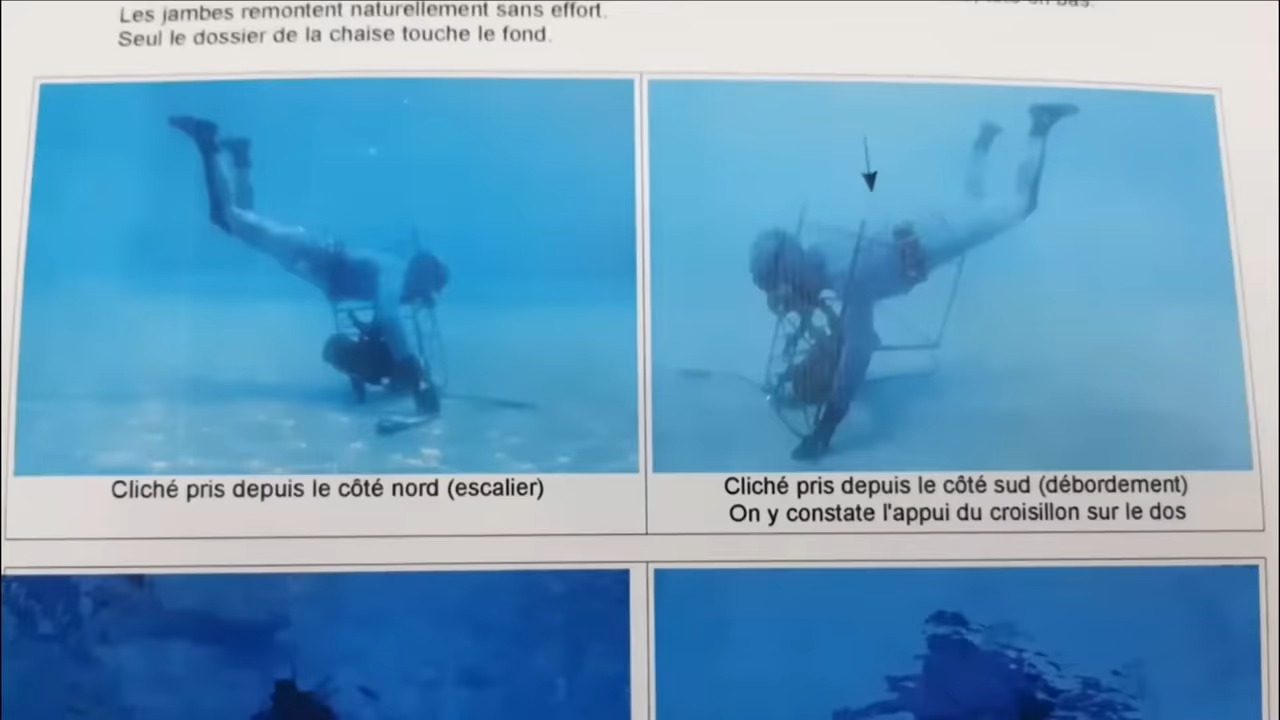 Les jambes remontent naturellement sans effort.
Seul le dossier de la chaise touche le fond.
Cliché pris depuis le côté nord (escalier)
Cliché pris depuis le côté sud (débordement)
On y constate l'appui du croisillon sur le dos